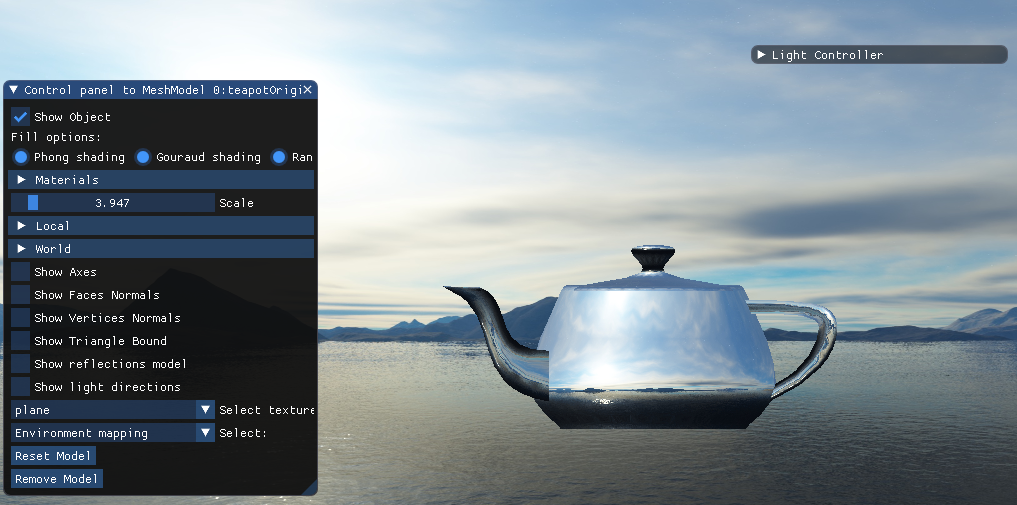 Light Controller
Control panel to MeshModel 0:teapotOrigi
Show Object
Fill options:
Phong shading Gouraud shading Ran
Materials
3.947 Scale
Local
World
Show Axes
Show Faces Normals
Show Vertices Normals
Show Triangle Bound
Show reflections model
Show light directions
plane Select texture
Environment mapping Select:
Reset Model
Remove Model